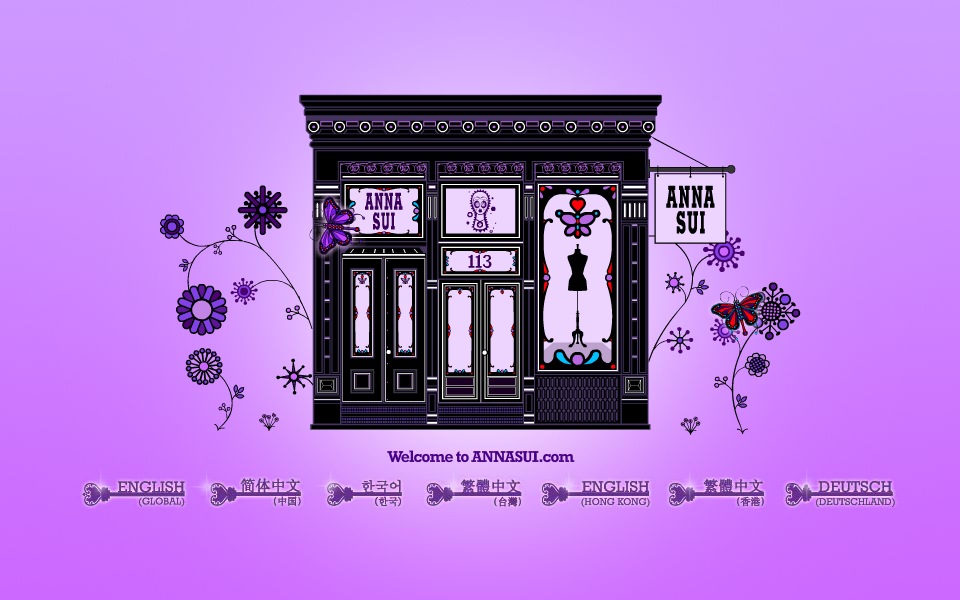 ANNA
SUI
ANNA
SUI
113
Welcome to ANNASUI.com
ENGLISH
(GLOBAL)
简体中文
(中国)
한국어
(한국)
繁體中文
(台灣)
ENGLISH
(HONG KONG)
繁體中文
(香港)
DEUTSCH
(DEUTSCHLAND)